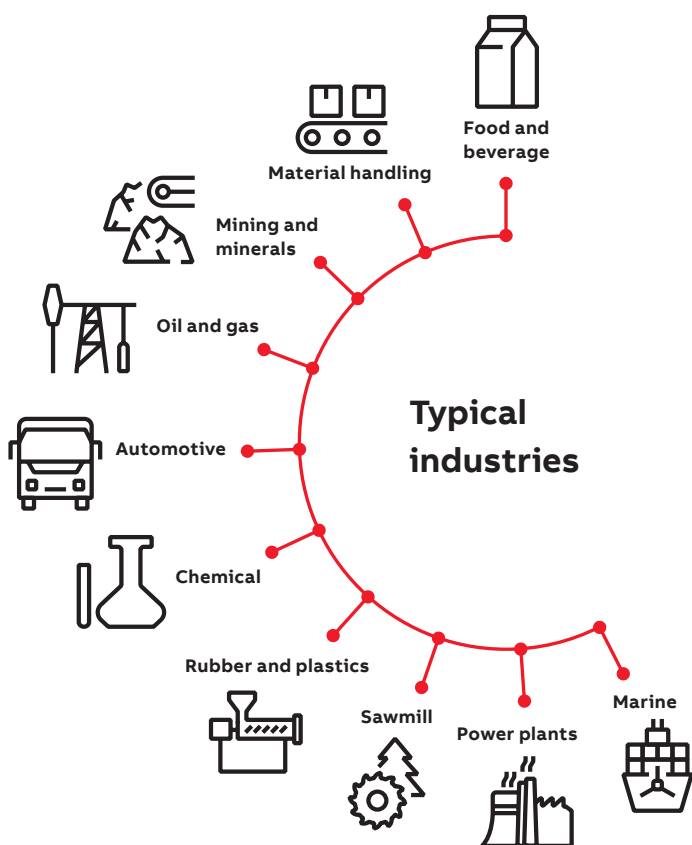 Food and
beverage
Material handling
Mining and
minerals
Oil and gas
Typical
industries
Automotive
Chemical
Rubber and plastics
Sawmill
Power plants
Marine